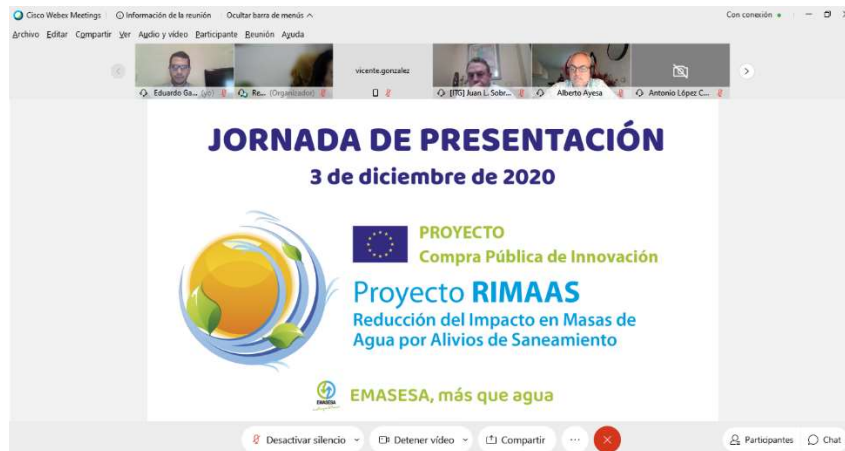 Cisco Webex Meetings
Información de la reunión
Ocultar barra de menús
Con conexión
Archivo Editar Compartir Ver Audio y vídeo Participante Reunión Ayuda
vicente.gonzalez
Eduardo Ga... (yo)
Re... (Organizador)
[ITG] Juan L. Sobr...
Alberto Ayesa
Antonio López C...
JORNADA DE PRESENTACIÓN
3 de diciembre de 2020
PROYECTO
Compra Pública de Innovación
Proyecto RIMAAS
Reducción del Impacto en Masas de
Agua por Alivios de Saneamiento
EMASESA
EMASESA, más que agua
Desactivar silencio
Detener vídeo
Compartir
Participantes
Chat